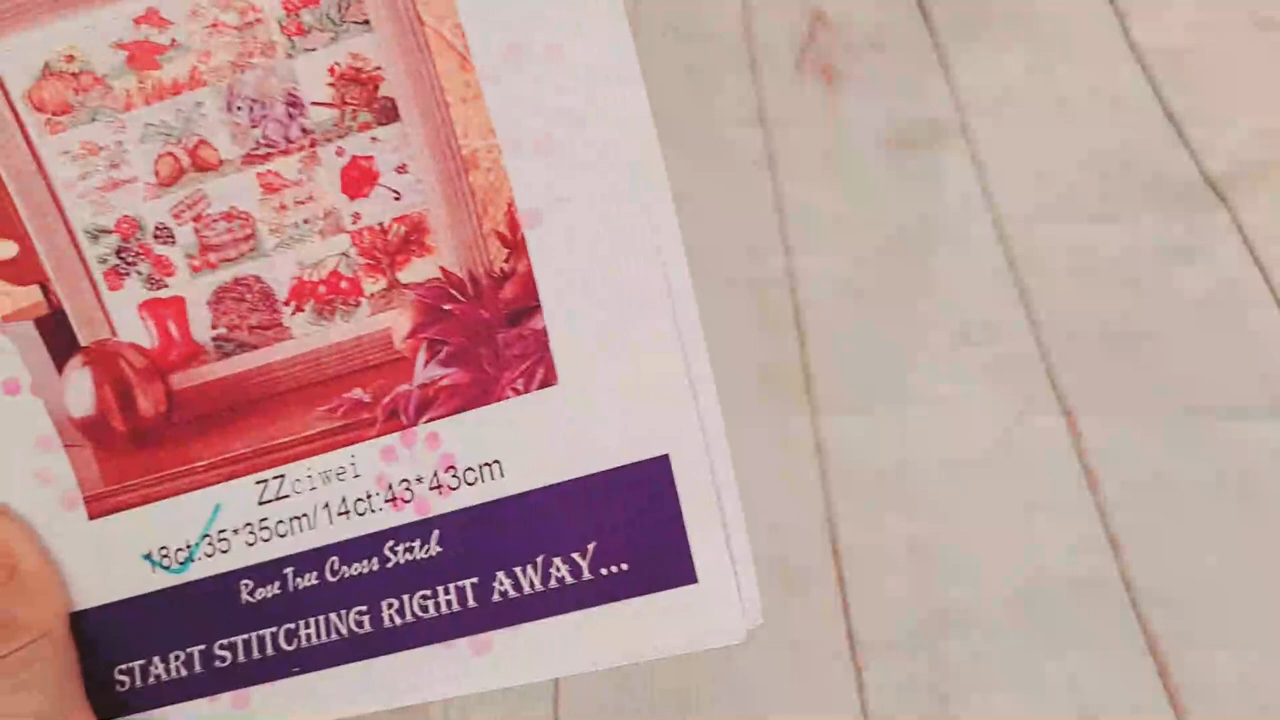 ZZciwei
18ct:35*35cm/14ct:43*43cm
Rose Tree Cross Stitch
START STITCHING RIGHT AWAY...